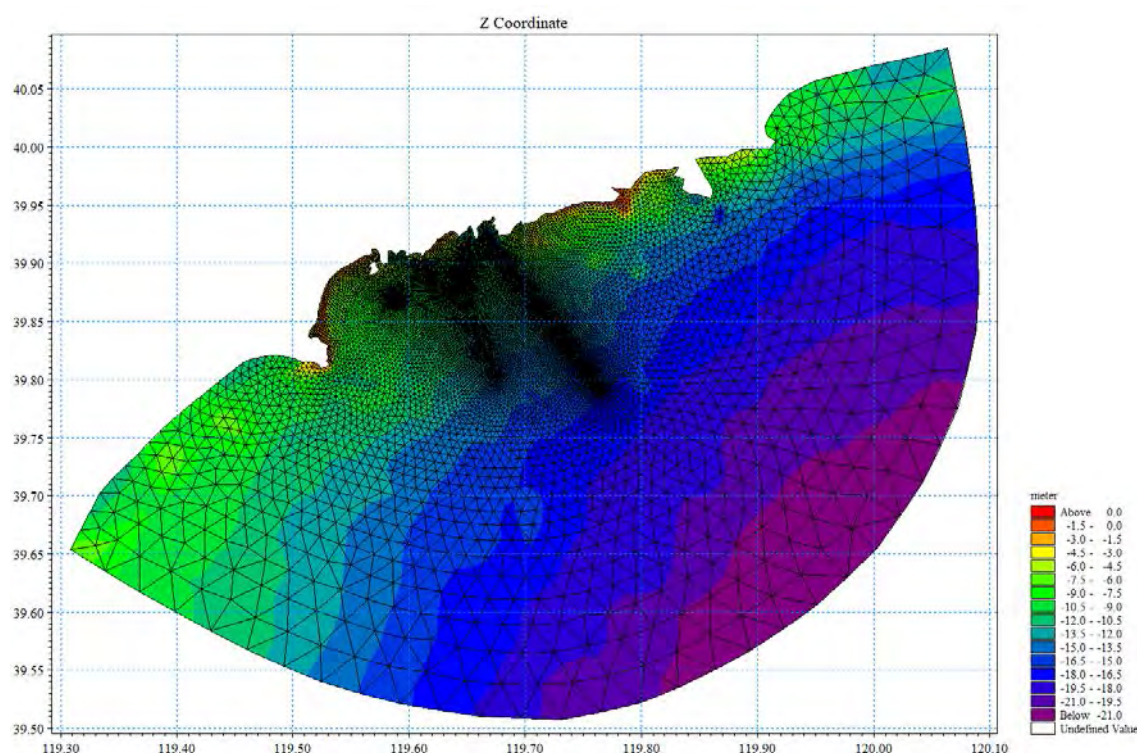 Z Coordinate
40.05
40.00
39.95
39.90
39.85
39.80
39.75
39.70
39.65
39.60
39.55
39.50
119.30 119.40 119.50 119.60 119.70 119.80 119.90 120.00 120.10
meter
Above 0.0
-1.5 - 0.0
-3.0 - -1.5
-4.5 - -3.0
-6.0 - -4.5
-7.5 - -6.0
-9.0 - -7.5
-10.5 - -9.0
-12.0 - -10.5
-13.5 - -12.0
-15.0 - -13.5
-16.5 - -15.0
-18.0 - -16.5
-19.5 - -18.0
-21.0 - -19.5
Below -21.0
Undefined Value